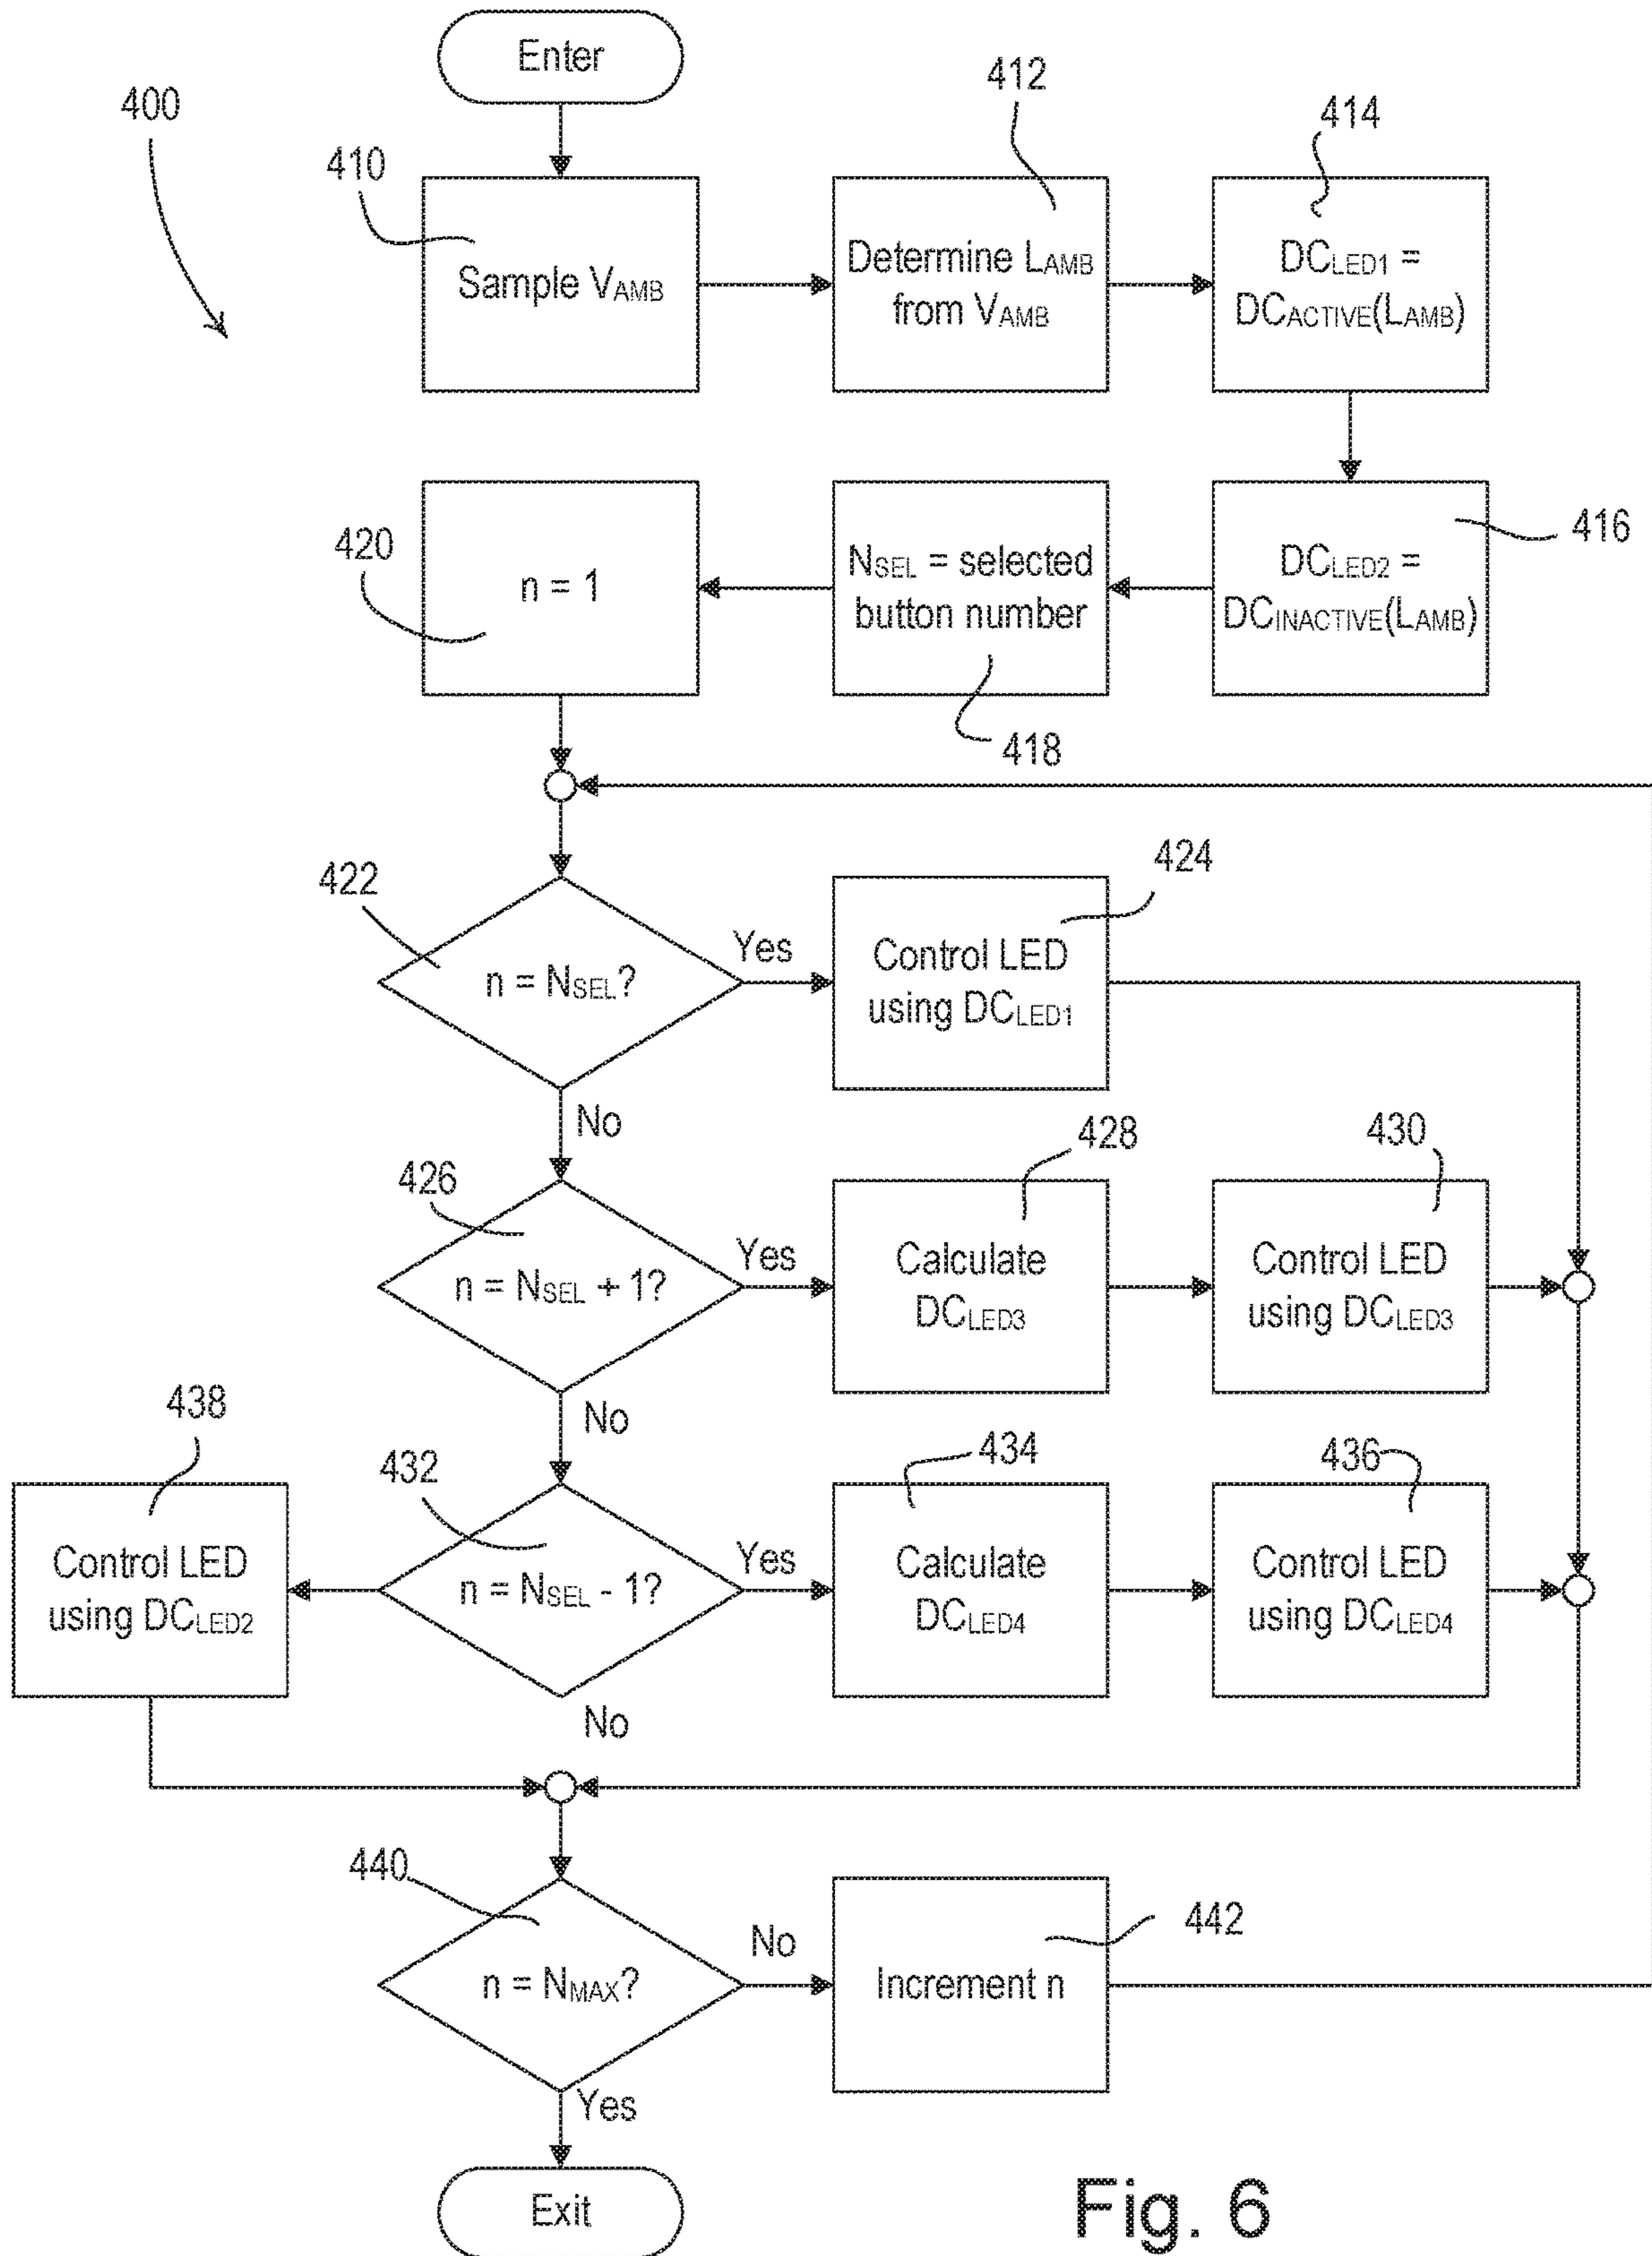 Enter
400
410
412
414
Sample VAMB
Determine LAMB
from VAMB
DCLED1 =
DCACTIVE(LAMB)
420
n = 1
NSEL = selected
button number
418
DCLED2 =
DCINACTIVE(LAMB)
416
422
n = NSEL?
Yes
Control LED
using DCLED1
424
No
426
n = NSEL + 1?
Yes
428
Calculate
DCLED3
430
Control LED
using DCLED3
No
438
Control LED
using DCLED2
432
n = NSEL - 1?
Yes
434
Calculate
DCLED4
436
Control LED
using DCLED4
No
440
n = NMAX?
No
Increment n
442
Yes
Exit
Fig. 6